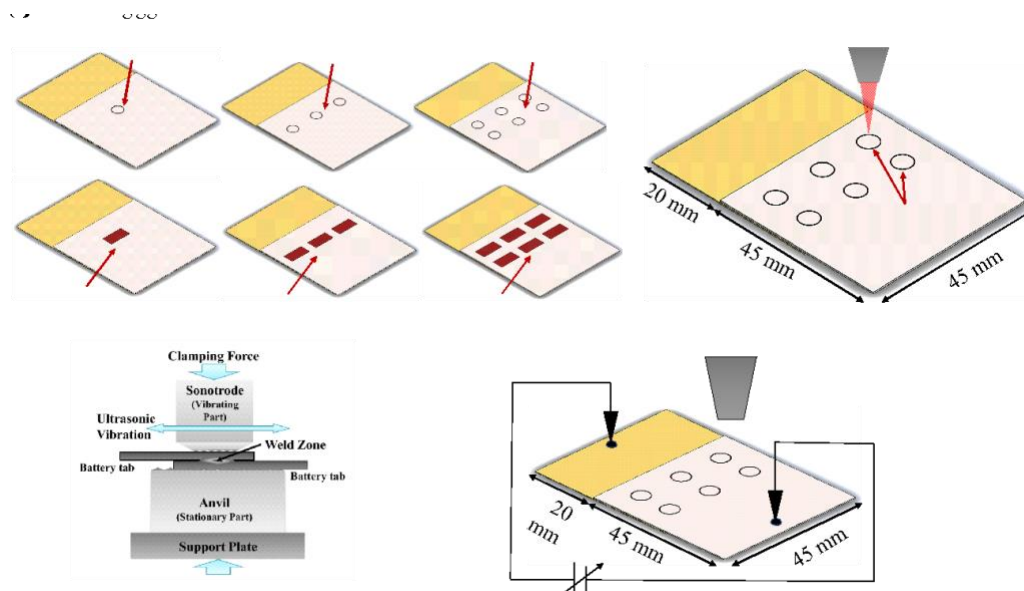 20 mm
45 mm
45 mm
Clamping Force
Sonotrode
(Vibrating
Part)
Ultrasonic
Vibration
Weld Zone
Battery tab
Battery tab
Anvil
(Stationary Part)
Support Plate
20
mm
45 mm
45 mm